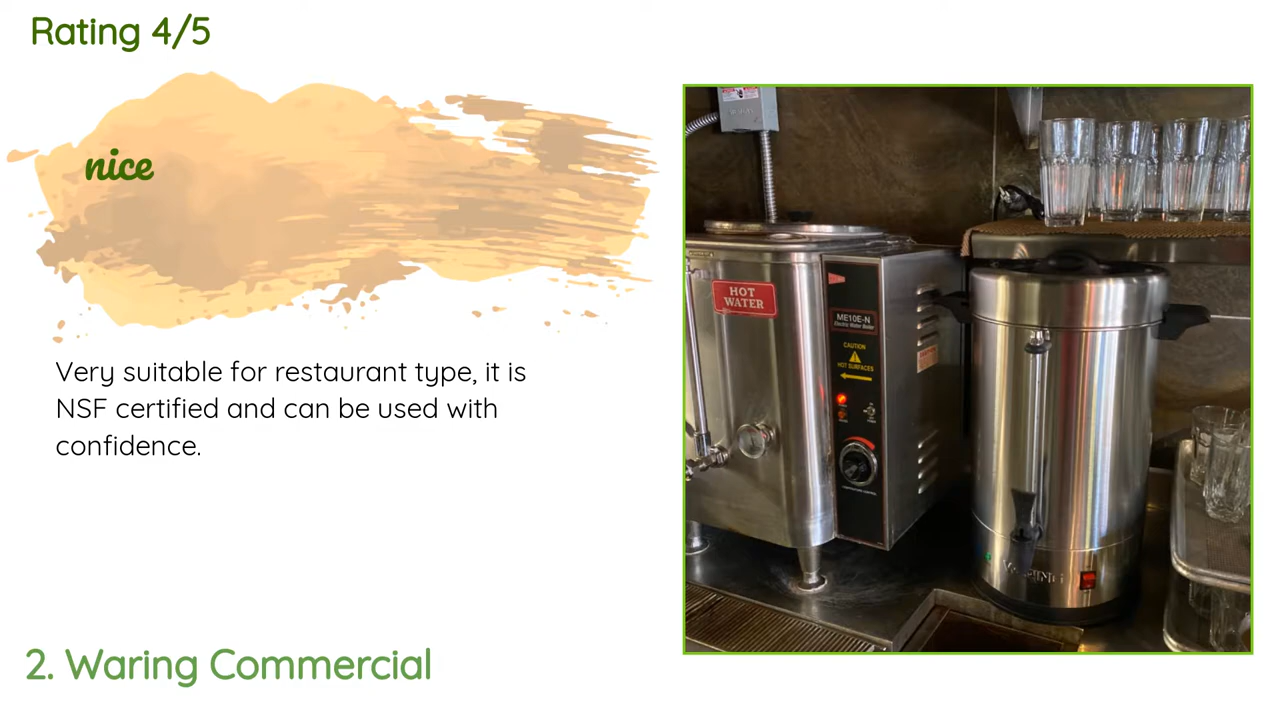 Rating 4/5
nice
Very suitable for restaurant type, it is
NSF certified and can be used with
confidence.
HOT
WATER
ME10E-N
Electric Water Boiler
CAUTION
HOT SURFACES
WARING
2. Waring Commercial